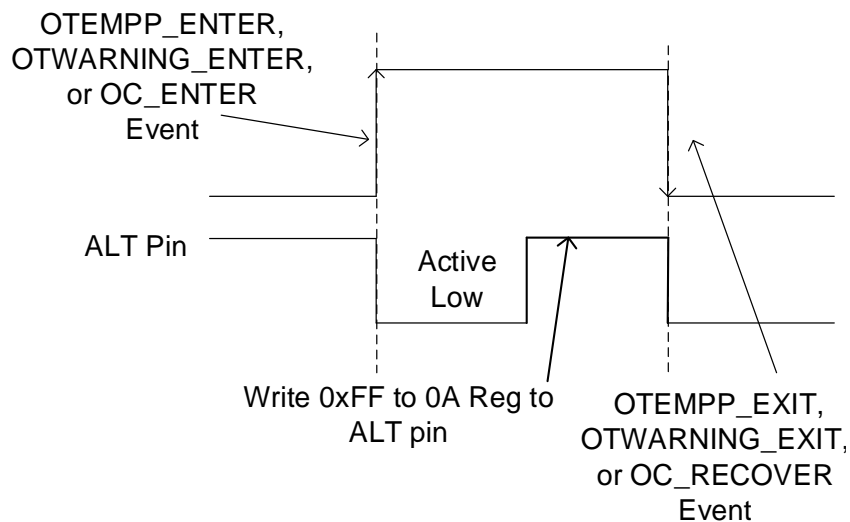 OTEMPP_ENTER,
OTWARNING_ENTER,
or OC_ENTER
Event
ALT Pin
Active
Low
Write 0xFF to 0A Reg to
ALT pin
OTEMPP_EXIT,
OTWARNING_EXIT,
or OC_RECOVER
Event